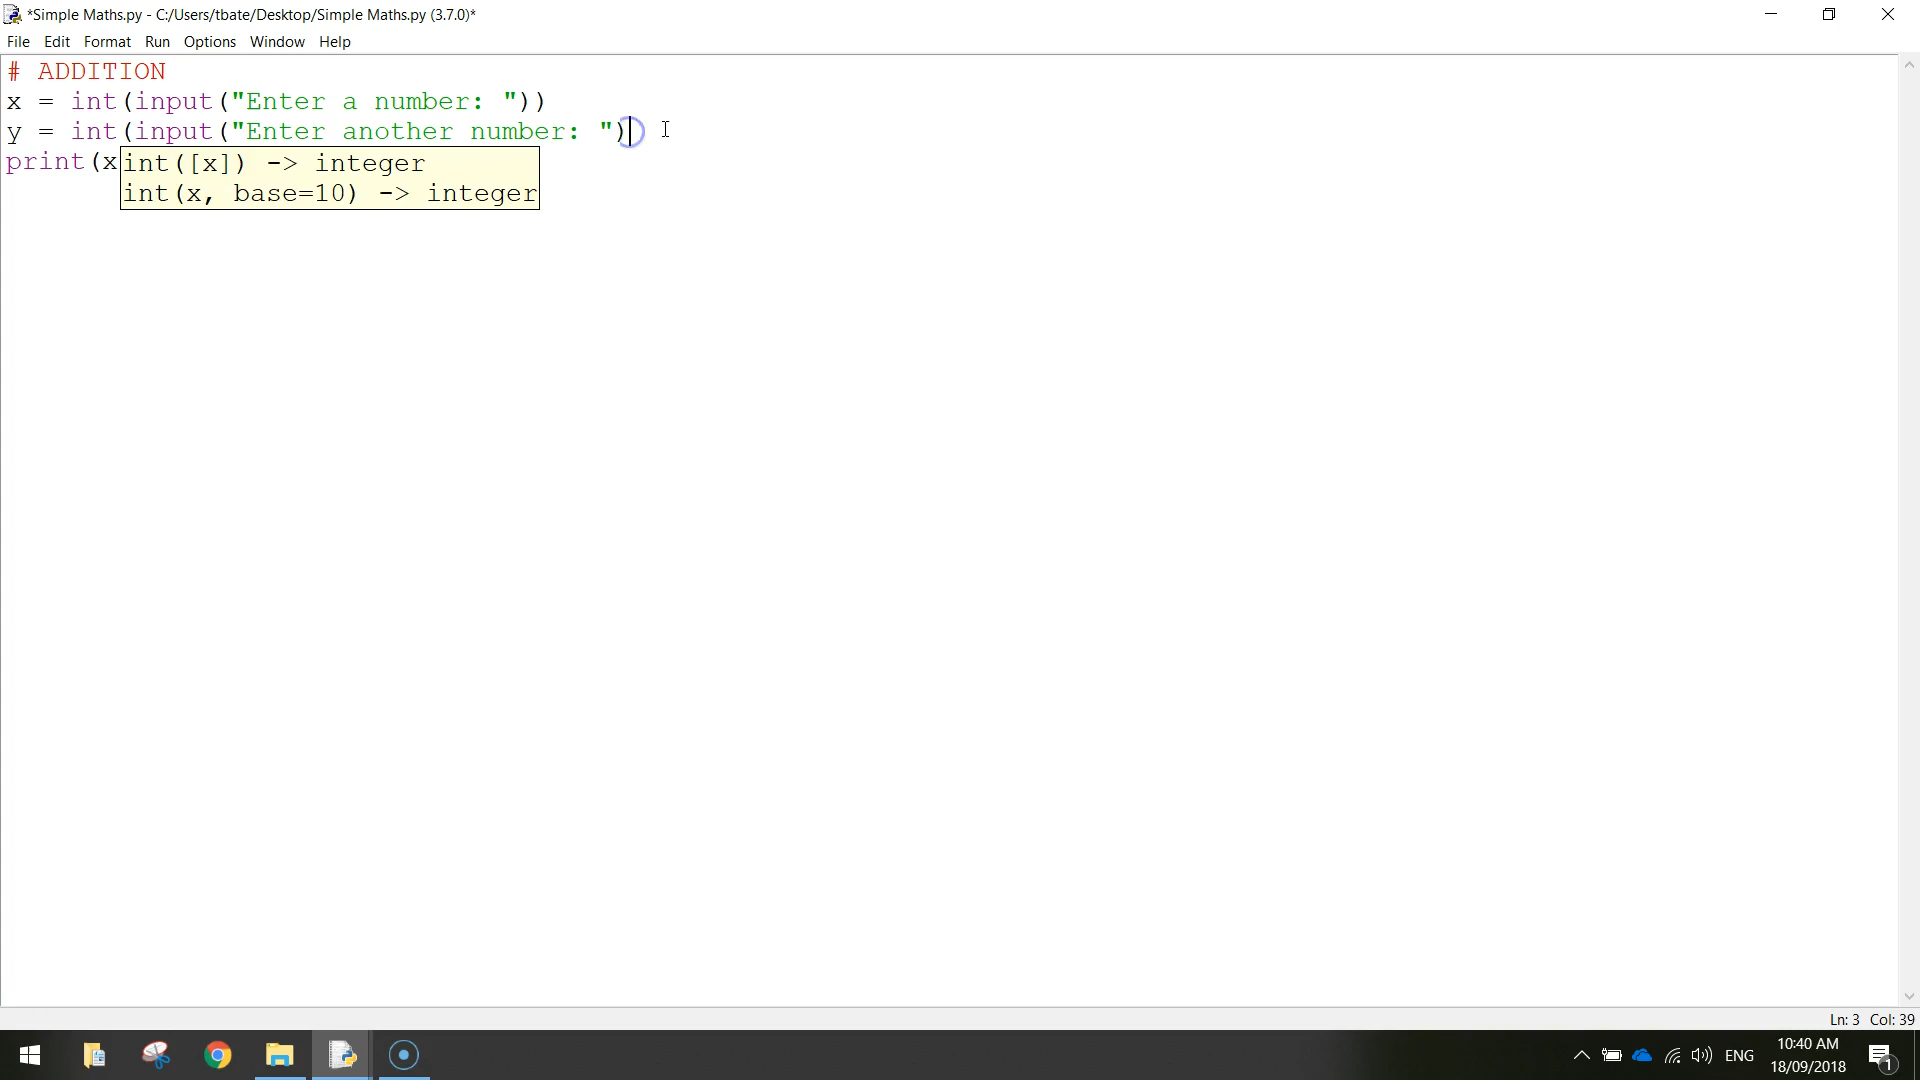 *Simple Maths.py - C:/Users/tbate/Desktop/Simple Maths.py (3.7.0)*
File Edit Format Run Options Window Help
# ADDITION
x = int(input("Enter a number: "))
y = int(input("Enter another number: ")
print(x
int([x]) -> integer
int(x, base=10) -> integer
Ln: 3 Col: 39
ENG
10:40 AM
18/09/2018
1